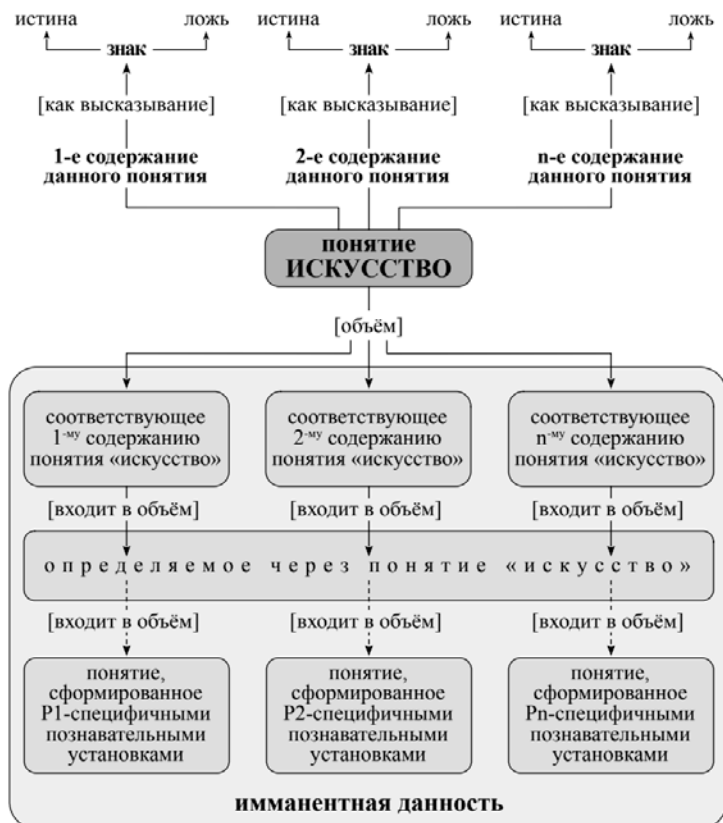 истина ложь истина ложь истина ложь
знак знак знак
[как высказывание] [как высказывание] [как высказывание]
1-е содержание 2-е содержание n-е содержание
данного понятия данного понятия данного понятия
понятие
ИСКУССТВО
[объём]
соответствующее соответствующее соответствующее
1-му содержанию 2-му содержанию n-му содержанию
понятия «искусство» понятия «искусство» понятия «искусство»
[входит в объём] [входит в объём] [входит в объём]
определяемое через понятие «искусство»
[входит в объём] [входит в объём] [входит в объём]
понятие, понятие, понятие,
сформированное сформированное сформированное
P1-специфичными P2-специфичными Pn-специфичными
познавательными познавательными познавательными
установками установками установками
имманентная данность